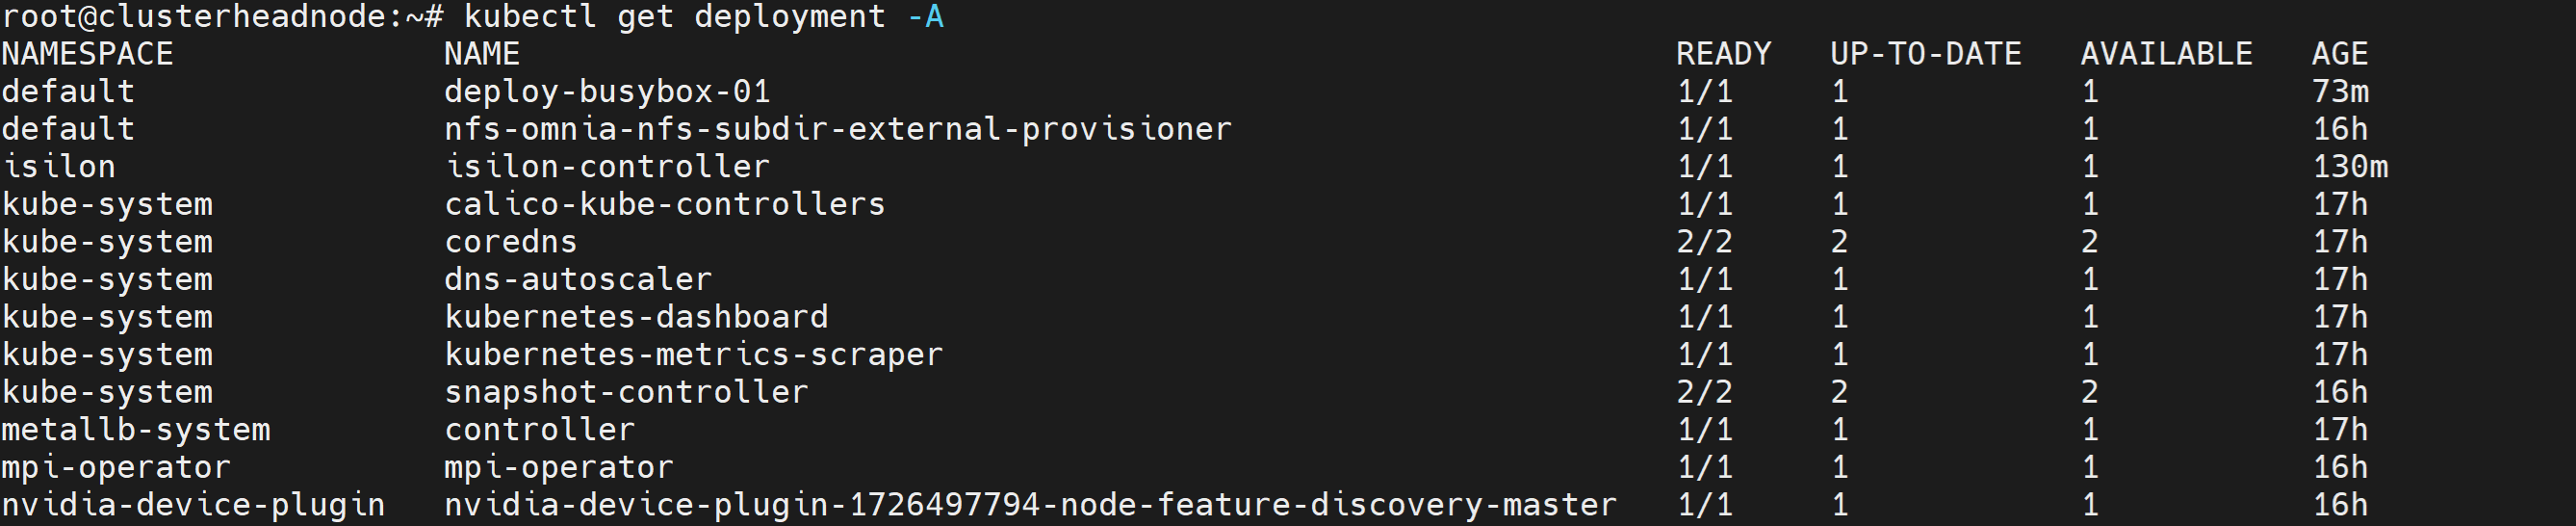 root@clusterheadnode:~# kubectl get deployment -A
NAMESPACE NAME READY UP-TO-DATE AVAILABLE AGE
default deploy-busybox-01 1/1 1 1 73m
default nfs-omnia-nfs-subdir-external-provisioner 1/1 1 1 16h
isilon isilon-controller 1/1 1 1 130m
kube-system calico-kube-controllers 1/1 1 1 17h
kube-system coredns 2/2 2 2 17h
kube-system dns-autoscaler 1/1 1 1 17h
kube-system kubernetes-dashboard 1/1 1 1 17h
kube-system kubernetes-metrics-scraper 1/1 1 1 17h
kube-system snapshot-controller 2/2 2 2 16h
metallb-system controller 1/1 1 1 17h
mpi-operator mpi-operator 1/1 1 1 16h
nvidia-device-plugin nvidia-device-plugin-1726497794-node-feature-discovery-master 1/1 1 1 16h